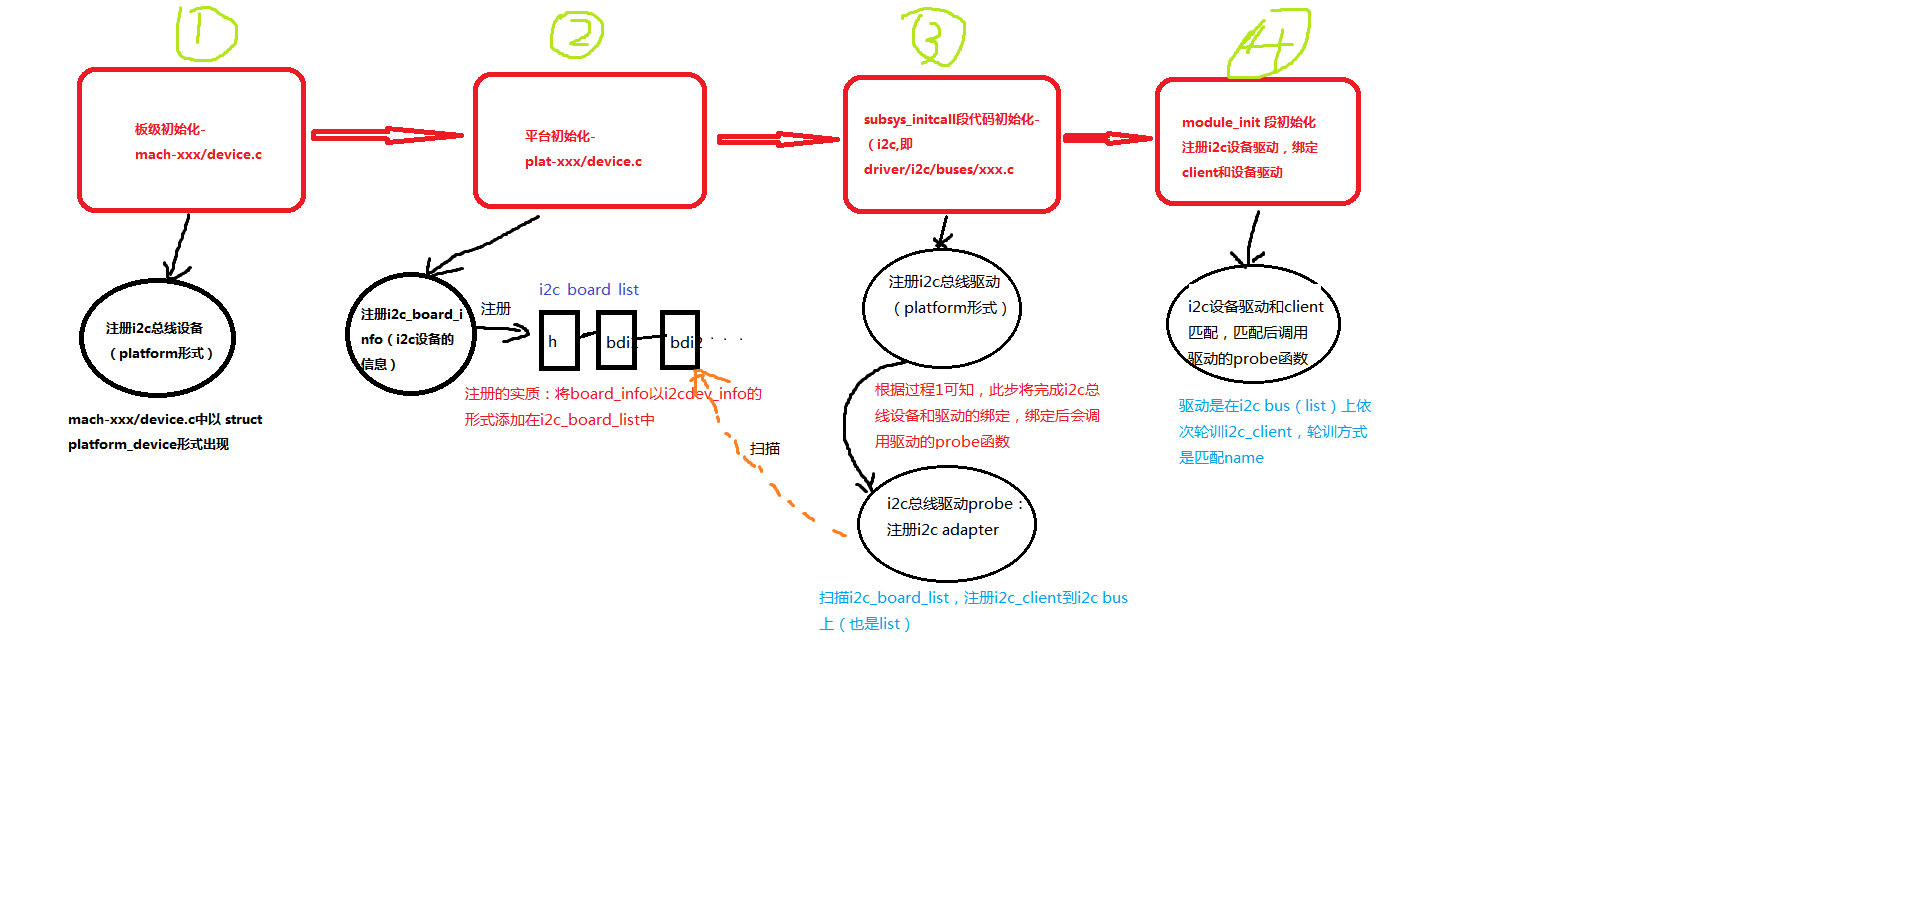 1
2
3
4
板级初始化-
mach-xxx/device.c
平台初始化-
plat-xxx/device.c
subsys_initcall段代码初始化-
（i2c,即
driver/i2c/buses/xxx.c
module_init 段初始化
注册i2c设备驱动，绑定
client和设备驱动
注册i2c总线设备
（platform形式）
mach-xxx/device.c中以 struct
platform_device形式出现
注册i2c_board_i
nfo（i2c设备的
信息）
注册
i2c_board_list
h
bdi1
bdi2
· · ·
注册的实质：将board_info以i2cdev_info的
形式添加在i2c_board_list中
扫描
注册i2c总线驱动
（platform形式）
根据过程1可知，此步将完成i2c总
线设备和驱动的绑定，绑定后会调
用驱动的probe函数
i2c总线驱动probe：
注册i2c adapter
扫描i2c_board_list，注册i2c_client到i2c bus
上（也是list）
i2c设备驱动和client
匹配，匹配后调用
驱动的probe函数
驱动是在i2c bus（list）上依
次轮训i2c_client，轮训方式
是匹配name